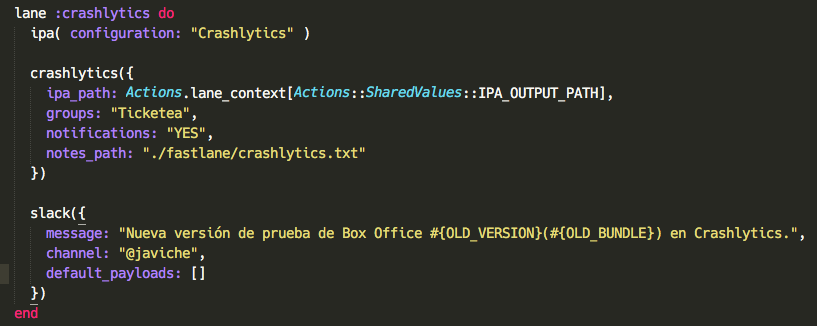 lane :crashlytics do
  ipa( configuration: "Crashlytics" )

  crashlytics({
    ipa_path: Actions.lane_context[Actions::SharedValues::IPA_OUTPUT_PATH],
    groups: "Ticketea",
    notifications: "YES",
    notes_path: "./fastlane/crashlytics.txt"
  })

  slack({
    message: "Nueva versión de prueba de Box Office #{OLD_VERSION}(#{OLD_BUNDLE}) en Crashlytics.",
    channel: "@javiche",
    default_payloads: []
  })
end